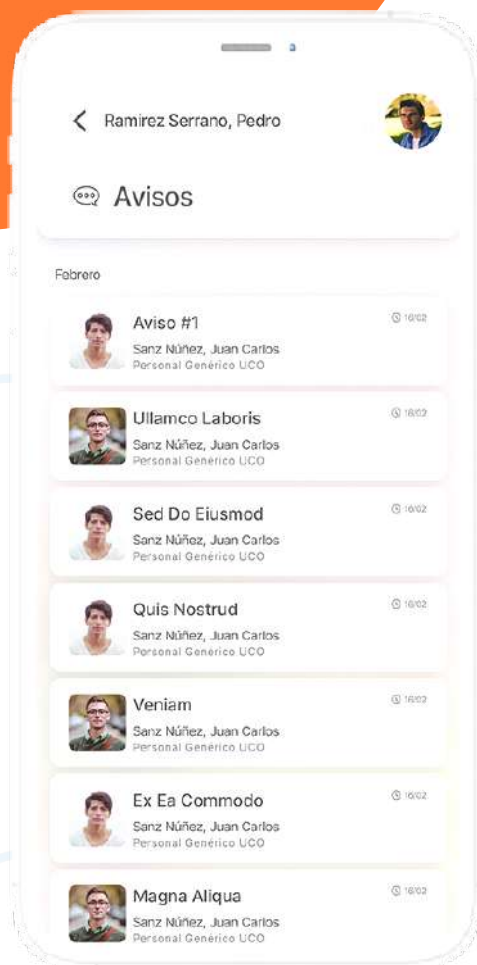 Ramirez Serrano, Pedro
Avisos
Febrero
Aviso #1
16/02
Sanz Núñez, Juan Carlos
Personal Genérico UCO
Ullamco Laboris
16/02
Sanz Núñez, Juan Carlos
Personal Genérico UCO
Sed Do Eiusmod
16/02
Sanz Núñez, Juan Carlos
Personal Genérico UCO
Quis Nostrud
16/02
Sanz Núñez, Juan Carlos
Personal Genérico UCO
Veniam
16/02
Sanz Núñez, Juan Carlos
Personal Genérico UCO
Ex Ea Commodo
16/02
Sanz Núñez, Juan Carlos
Personal Genérico UCO
Magna Aliqua
16/02
Sanz Núñez, Juan Carlos
Personal Genérico UCO